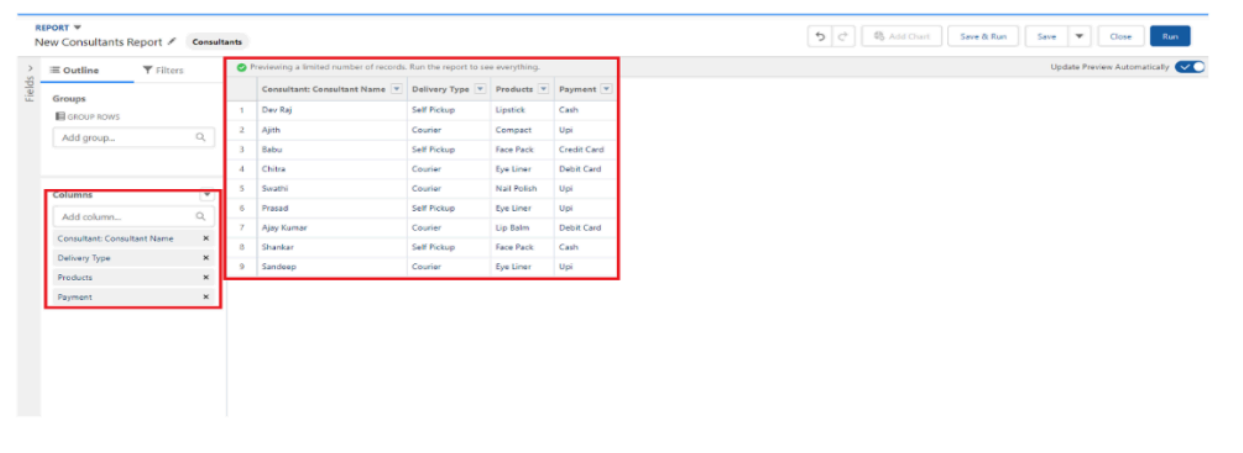 REPORT
New Consultants Report Consultants
Add Chart Save & Run Save Close Run
Fields
Outline Filters
Previewing a limited number of records. Run the report to see everything.
Update Preview Automatically
Groups
GROUP ROWS
Add group...
Columns
Add column...
Consultant: Consultant Name
Delivery Type
Products
Payment
Consultant: Consultant Name Delivery Type Products Payment
1 Dev Raj Self Pickup Lipstick Cash
2 Ajith Courier Compact Upi
3 Babu Self Pickup Face Pack Credit Card
4 Chitra Courier Eye Liner Debit Card
5 Swathi Courier Nail Polish Upi
6 Prasad Self Pickup Eye Liner Upi
7 Ajay Kumar Courier Lip Balm Debit Card
8 Shankar Self Pickup Face Pack Cash
9 Sandeep Courier Eye Liner Upi